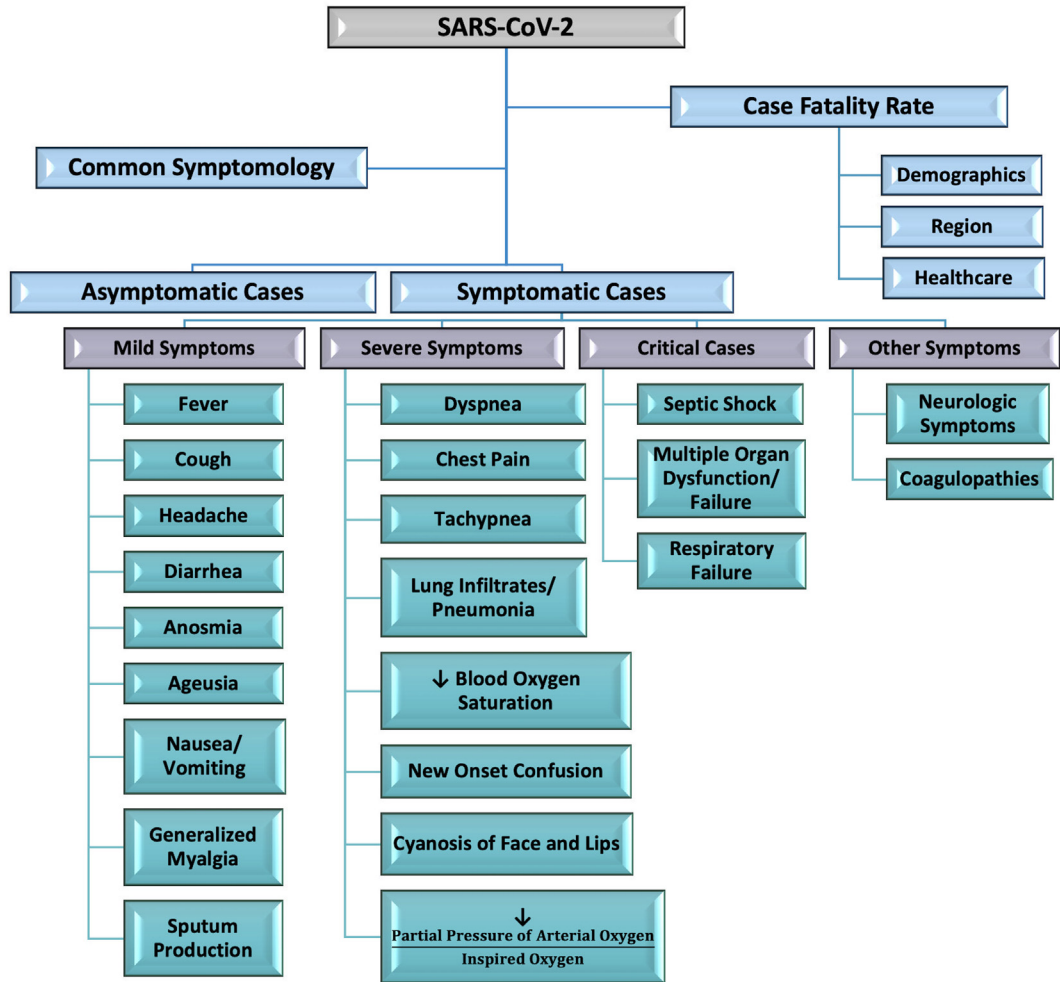 SARS-CoV-2
Case Fatality Rate
Common Symptomology
Demographics
Region
Healthcare
Asymptomatic Cases
Symptomatic Cases
Mild Symptoms
Fever
Cough
Headache
Diarrhea
Anosmia
Ageusia
Nausea/
Vomiting
Generalized
Myalgia
Sputum
Production
Severe Symptoms
Dyspnea
Chest Pain
Tachypnea
Lung Infiltrates/
Pneumonia
↓ Blood Oxygen
Saturation
New Onset Confusion
Cyanosis of Face and Lips
↓
Partial Pressure of Arterial Oxygen
Inspired Oxygen
Critical Cases
Septic Shock
Multiple Organ
Dysfunction/
Failure
Respiratory
Failure
Other Symptoms
Neurologic
Symptoms
Coagulopathies